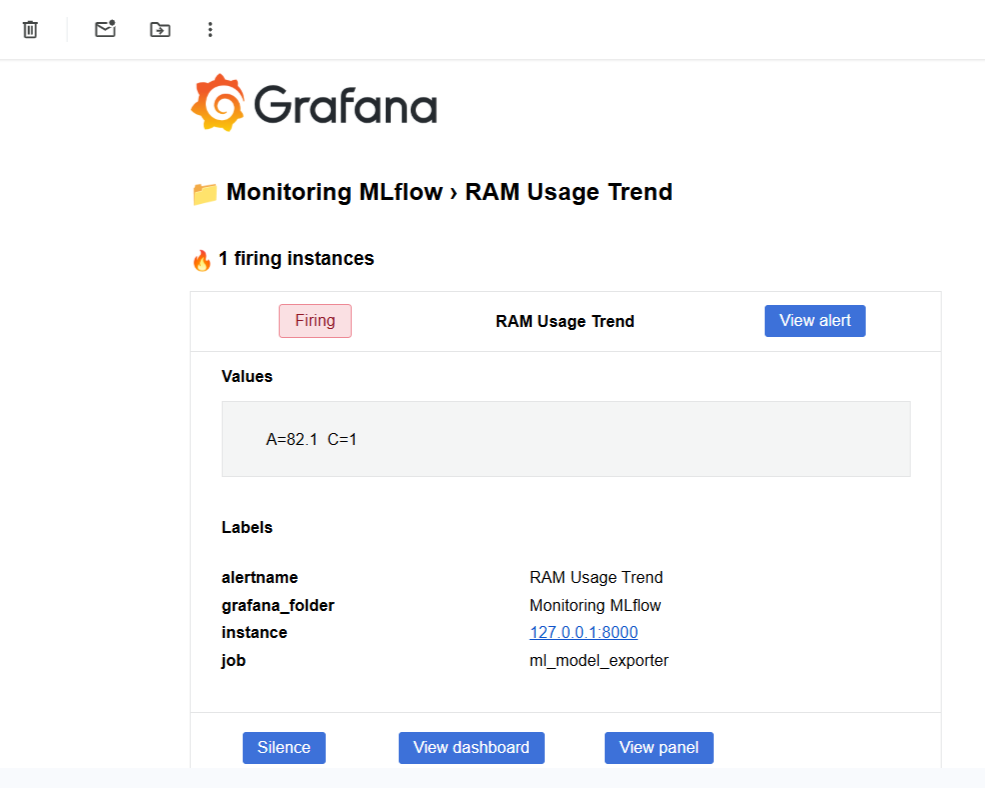 Grafana
Monitoring MLflow › RAM Usage Trend
1 firing instances
Firing RAM Usage Trend View alert
Values
A=82.1 C=1
Labels
alertname RAM Usage Trend
grafana_folder Monitoring MLflow
instance 127.0.0.1:8000
job ml_model_exporter
Silence View dashboard View panel